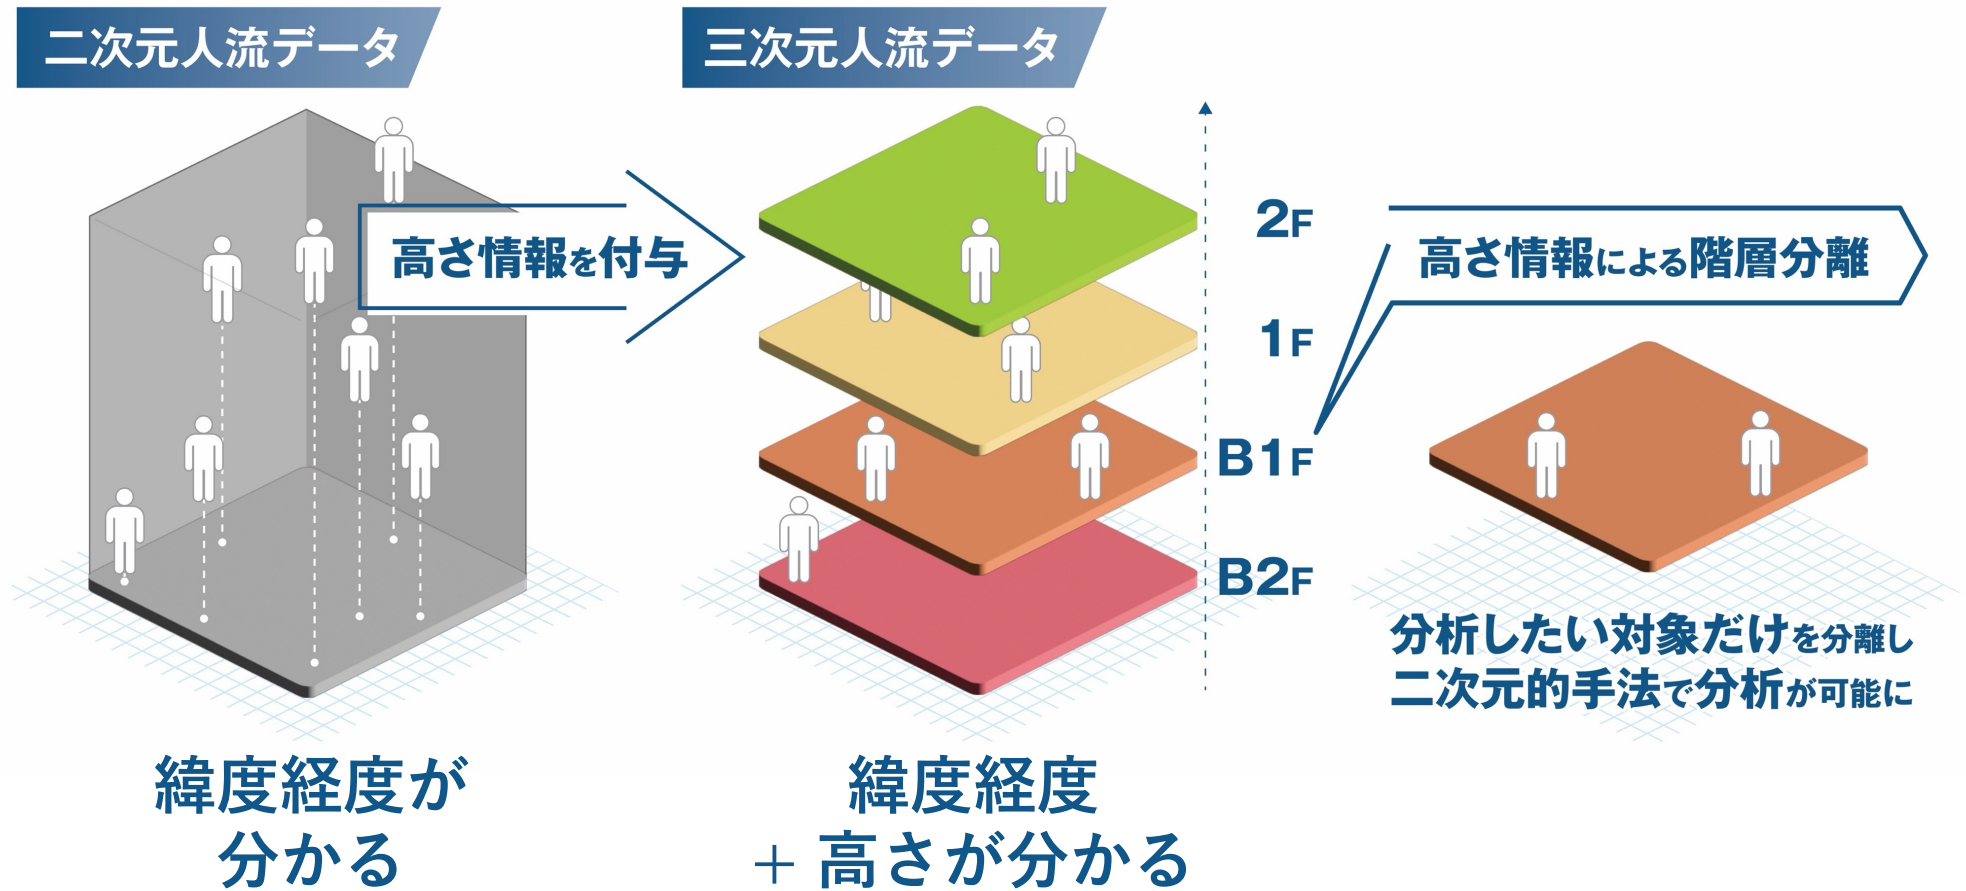 二次元人流データ
三次元人流データ
高さ情報を付与
2F
1F
B1F
B2F
高さ情報による階層分離
分析したい対象だけを分離し
二次元的手法で分析が可能に
緯度経度が
分かる
緯度経度
+ 高さが分かる